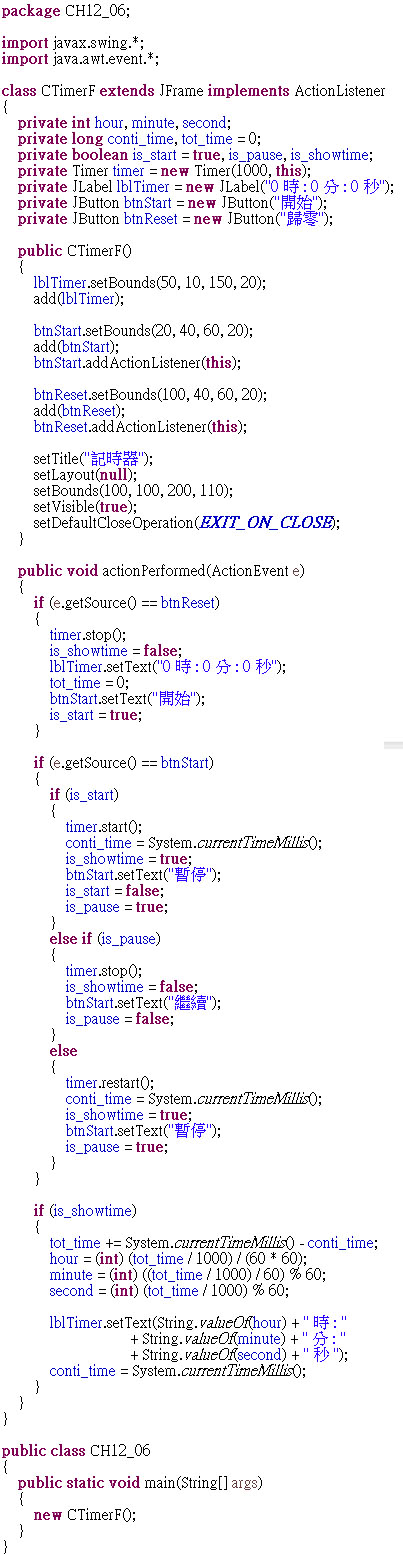 package CH12_06;

import javax.swing.*;
import java.awt.event.*;

class CTimerF extends JFrame implements ActionListener
{
    private int hour, minute, second;
    private long conti_time, tot_time = 0;
    private boolean is_start = true, is_pause, is_showtime;
    private Timer timer = new Timer(1000, this);
    private JLabel lblTimer = new JLabel("0 時 : 0 分 : 0 秒");
    private JButton btnStart = new JButton("開始");
    private JButton btnReset = new JButton("歸零");

    public CTimerF()
    {
        lblTimer.setBounds(50, 10, 150, 20);
        add(lblTimer);

        btnStart.setBounds(20, 40, 60, 20);
        add(btnStart);
        btnStart.addActionListener(this);

        btnReset.setBounds(100, 40, 60, 20);
        add(btnReset);
        btnReset.addActionListener(this);

        setTitle("記時器");
        setLayout(null);
        setBounds(100, 100, 200, 110);
        setVisible(true);
        setDefaultCloseOperation(EXIT_ON_CLOSE);
    }

    public void actionPerformed(ActionEvent e)
    {
        if (e.getSource() == btnReset)
        {
            timer.stop();
            is_showtime = false;
            lblTimer.setText("0 時 : 0 分 : 0 秒");
            tot_time = 0;
            btnStart.setText("開始");
            is_start = true;
        }

        if (e.getSource() == btnStart)
        {
            if (is_start)
            {
                timer.start();
                conti_time = System.currentTimeMillis();
                is_showtime = true;
                btnStart.setText("暫停");
                is_start = false;
                is_pause = true;
            }
            else if (is_pause)
            {
                timer.stop();
                is_showtime = false;
                btnStart.setText("繼續");
                is_pause = false;
            }
            else
            {
                timer.restart();
                conti_time = System.currentTimeMillis();
                is_showtime = true;
                btnStart.setText("暫停");
                is_pause = true;
            }
        }

        if (is_showtime)
        {
            tot_time += System.currentTimeMillis() - conti_time;
            hour = (int) (tot_time / 1000) / (60 * 60);
            minute = (int) ((tot_time / 1000) / 60) % 60;
            second = (int) (tot_time / 1000) % 60;

            lblTimer.setText(String.valueOf(hour) + " 時 : "
                            + String.valueOf(minute) + " 分 : "
                            + String.valueOf(second) + " 秒 ");
            conti_time = System.currentTimeMillis();
        }
    }
}

public class CH12_06
{
    public static void main(String[] args)
    {
        new CTimerF();
    }
}